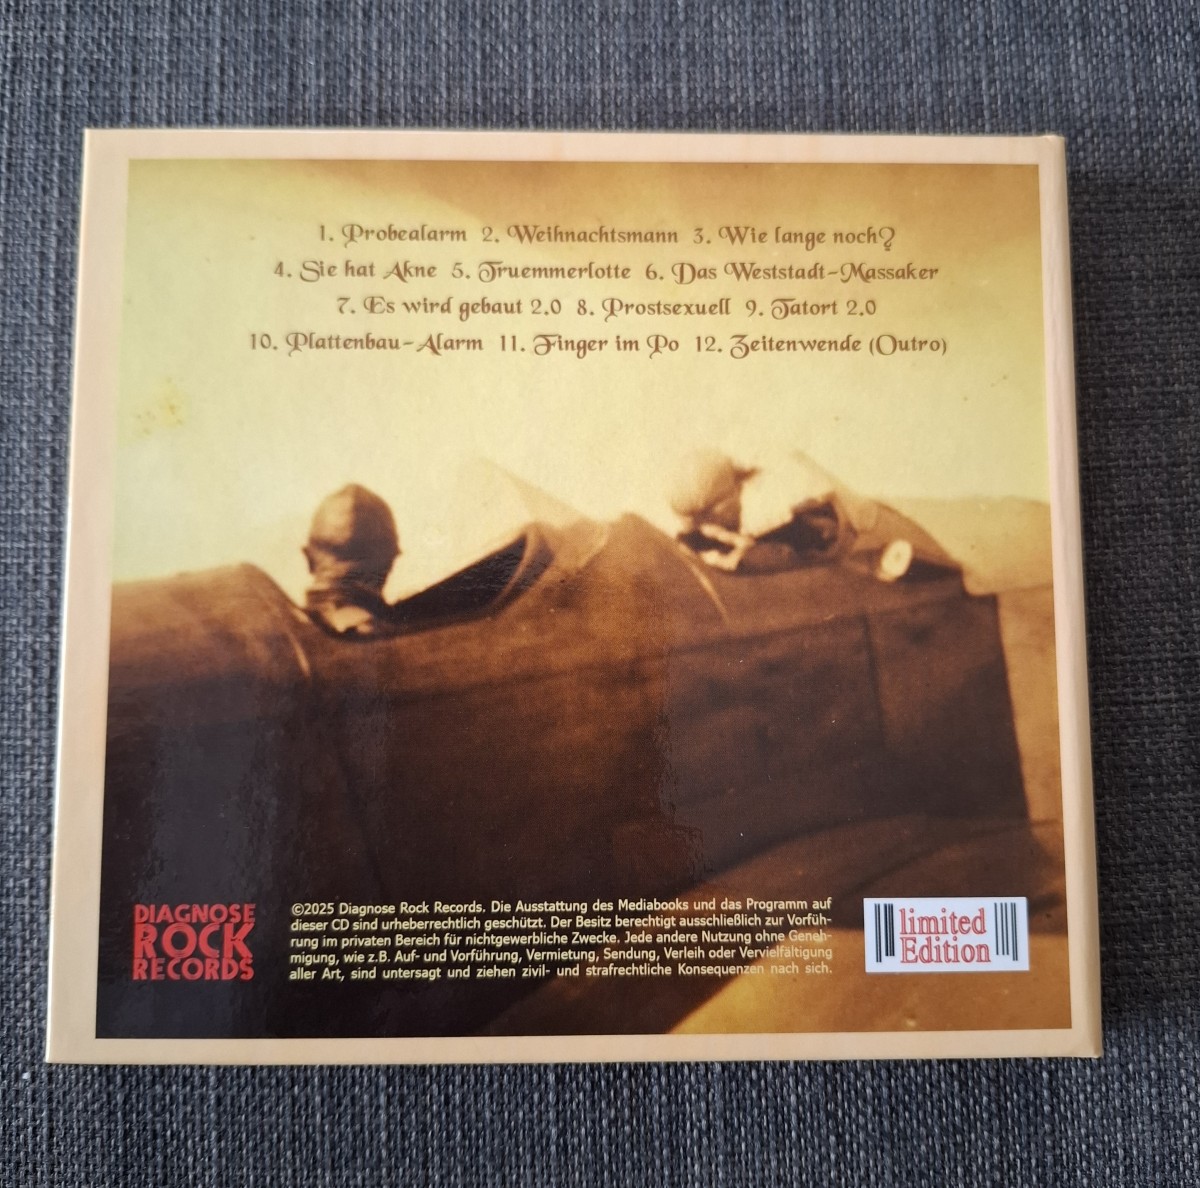 1. Probealarm 2. Weihnachtsmann 3. Wie lange noch?
4. Sie hat Akne 5. Truemmerlotte 6. Das Weststadt-Massaker
7. Es wird gebaut 2.0 8. Prostsexuell 9. Tatort 2.0
10. Plattenbau-Alarm 11. Finger im Po 12. Zeitenwende (Outro)
DIAGNOSE
ROCK
RECORDS
©2025 Diagnose Rock Records. Die Ausstattung des Mediabooks und das Programm auf
dieser CD sind urheberrechtlich geschützt. Der Besitz berechtigt ausschließlich zur Vorfüh-
rung im privaten Bereich für nichtgewerbliche Zwecke. Jede andere Nutzung ohne Geneh-
migung, wie z.B. Auf- und Vorführung, Vermietung, Sendung, Verleih oder Vervielfältigung
aller Art, sind untersagt und ziehen zivil- und strafrechtliche Konsequenzen nach sich.
limited
Edition